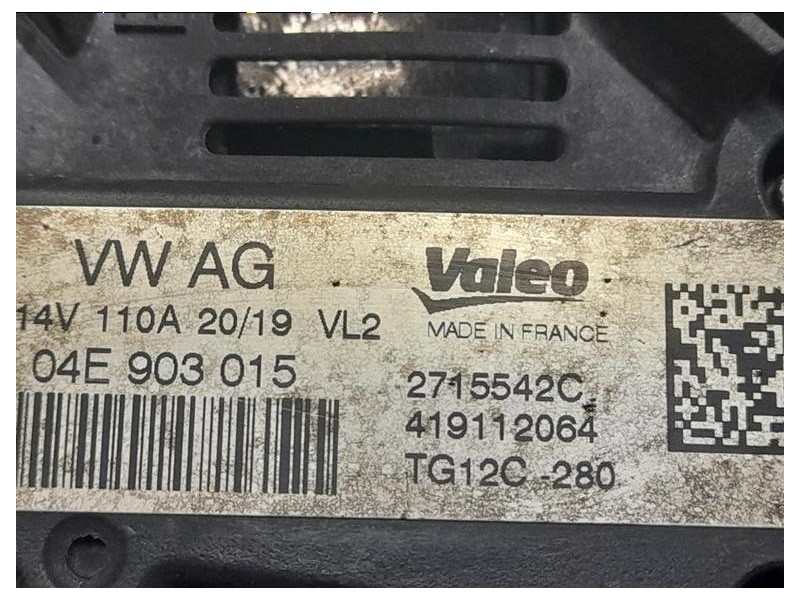 VW AG
14V 110A 20/19 VL2
04E 903 015
Valeo
MADE IN FRANCE
2715542C
419112064
TG12C -280